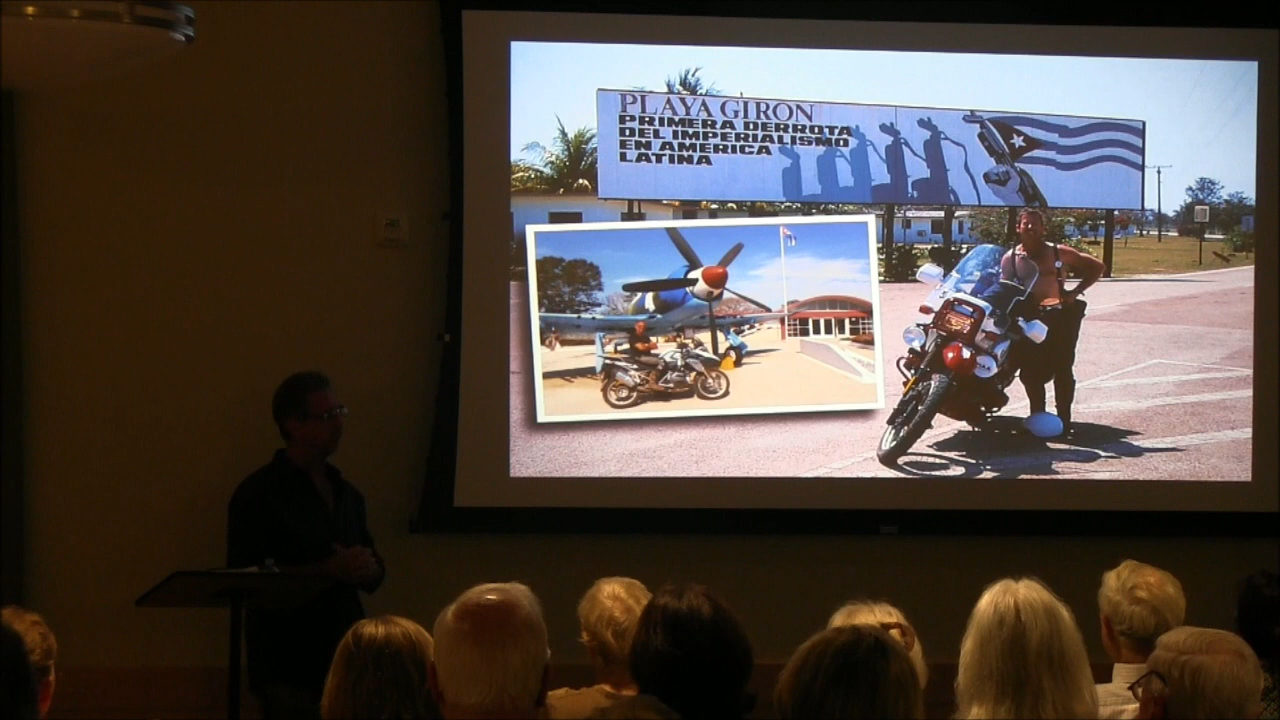 PLAYA GIRON
PRIMERA DERROTA
DEL IMPERIALISMO
EN AMERICA
LATINA